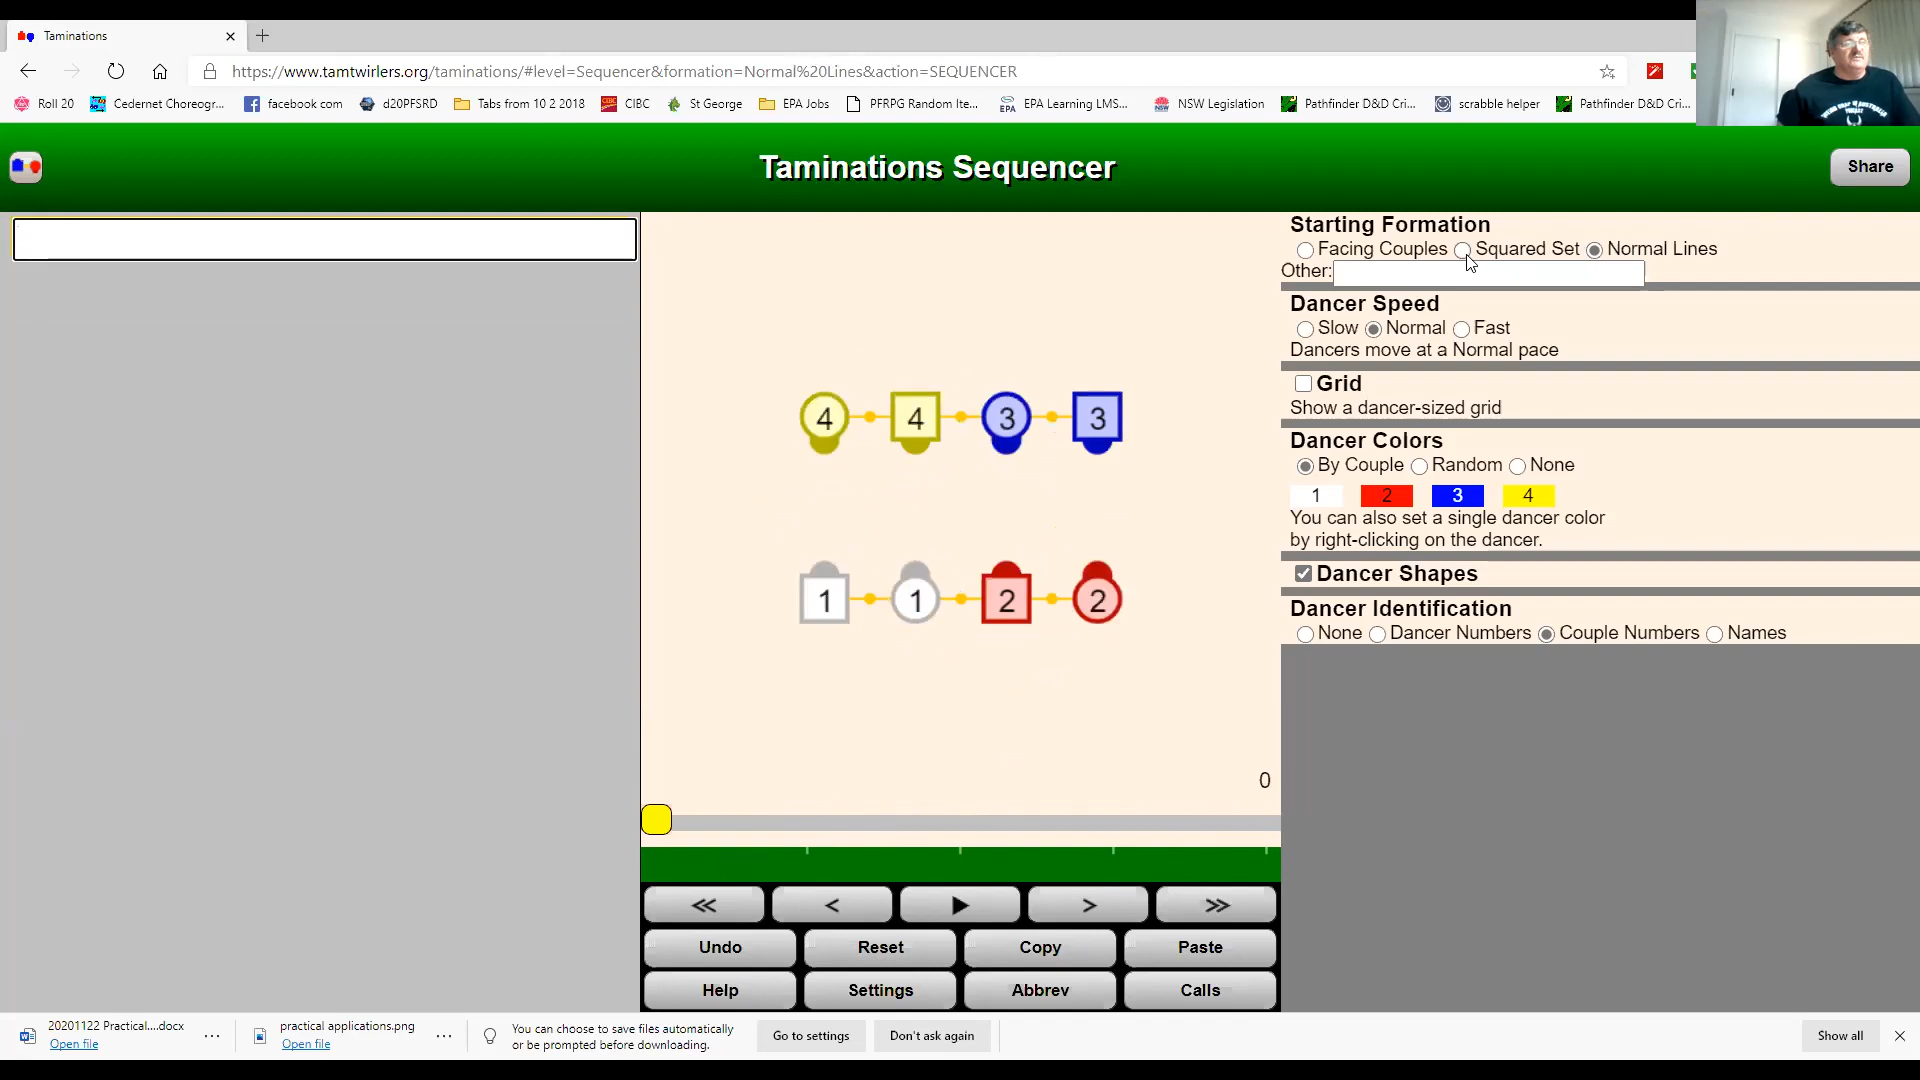 Taminations
https://www.tamtwirlers.org/taminations/#level=Sequencer&formation=Normal%20Lines&action=SEQUENCER
Roll 20 Cedernet Choreogr... facebook.com d20PFSRD Tabs from 10 2 2018 CIBC St George EPA Jobs PFRPG Random Ite... EPA Learning LMS... NSW Legislation Pathfinder D&D Cri... scrabble helper Pathfinder D&D Cri...
Taminations Sequencer
Share
Starting Formation
Facing Couples Squared Set Normal Lines
Other:
Dancer Speed
Slow Normal Fast
Dancers move at a Normal pace
Grid
Show a dancer-sized grid
Dancer Colors
By Couple Random None
1 2 3 4
You can also set a single dancer color
by right-clicking on the dancer.
Dancer Shapes
Dancer Identification
None Dancer Numbers Couple Numbers Names
4 4 3 3
1 1 2 2
0
<< < ▶ > >>
Undo Reset Copy Paste
Help Settings Abbrev Calls
20201122 Practical....docx
Open file
practical applications.png
Open file
You can choose to save files automatically
or be prompted before downloading.
Go to settings
Don't ask again
Show all